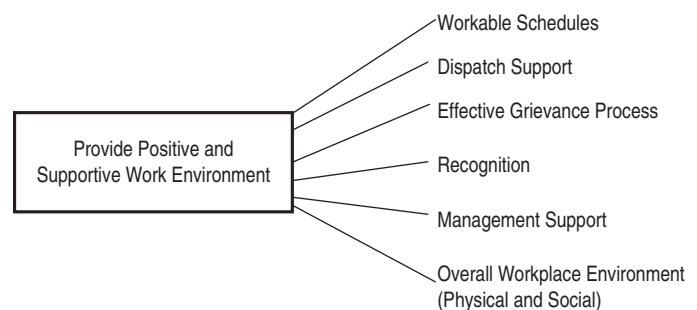 Workable Schedules
Dispatch Support
Effective Grievance Process
Provide Positive and
Supportive Work Environment
Recognition
Management Support
Overall Workplace Environment
(Physical and Social)